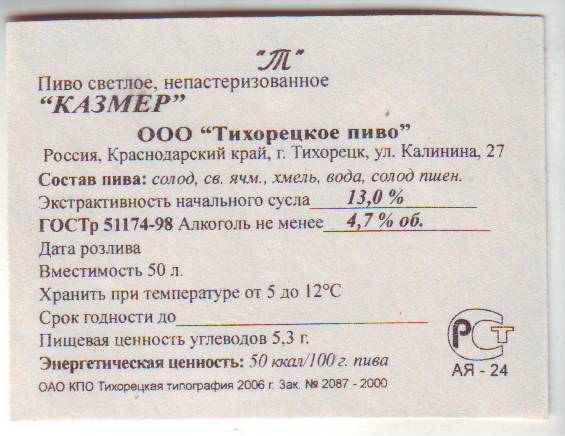 "Т"
Пиво светлое, непастеризованное
"КАЗМЕР"
ООО "Тихорецкое пиво"
Россия, Краснодарский край, г. Тихорецк, ул. Калинина, 27
Состав пива: солод, св. ячм., хмель, вода, солод пшен.
Экстрактивность начального сусла 13,0 %
ГОСТр 51174-98 Алкоголь не менее 4,7 % об.
Дата розлива
Вместимость 50 л.
Хранить при температуре от 5 до 12°С
Срок годности до
Пищевая ценность углеводов 5,3 г.
Энергетическая ценность: 50 ккал/100 г. пива
РСТ
АЯ - 24
ОАО КПО Тихорецкая типография 2006 г. Зак. № 2087 - 2000